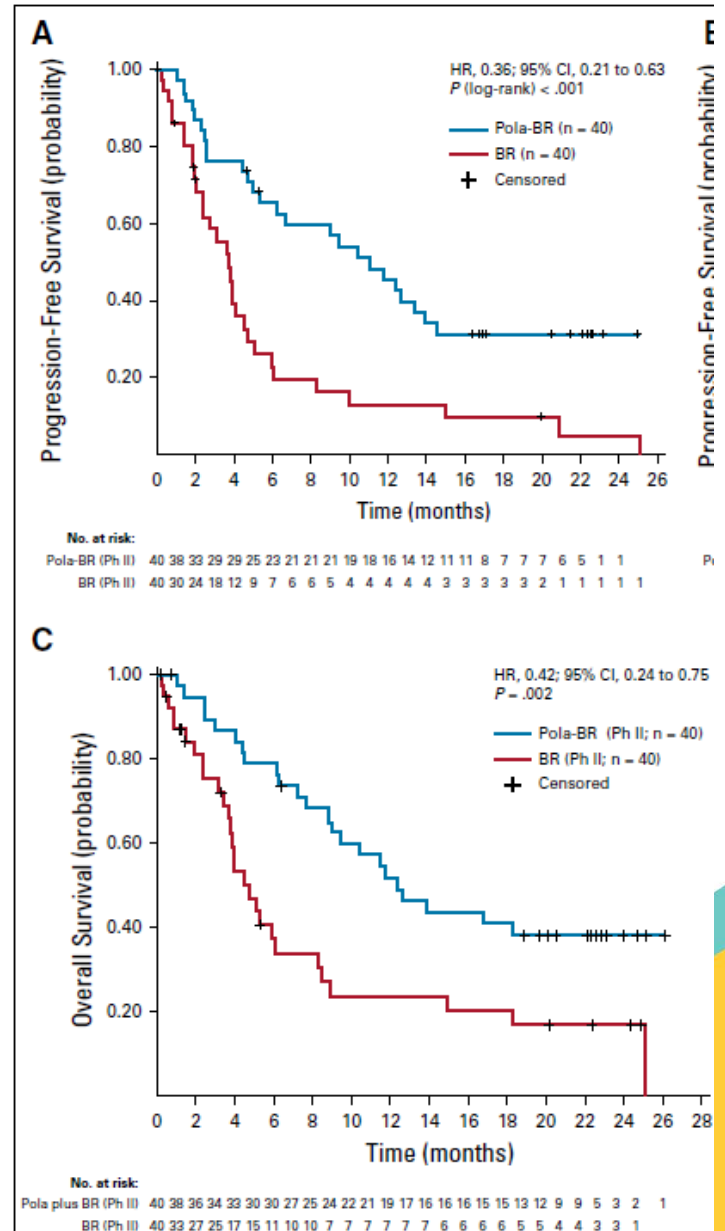 A
HR, 0.36; 95% CI, 0.21 to 0.63
P (log-rank) < .001
Pola-BR (n = 40)
BR (n = 40)
Censored
Progression-Free Survival (probability)
1.00
0.80
0.60
0.40
0.20
0 2 4 6 8 10 12 14 16 18 20 22 24 26
Time (months)
No. at risk:
Pola-BR (Ph II) 40 38 33 29 29 25 23 21 21 21 19 18 16 14 12 11 11 8 7 7 7 6 5 1 1
BR (Ph II) 40 30 24 18 12 9 7 6 6 5 4 4 4 4 4 3 3 3 3 3 2 1 1 1 1 1
C
HR, 0.42; 95% CI, 0.24 to 0.75
P = .002
Pola-BR (Ph II; n = 40)
BR (Ph II; n = 40)
Censored
Overall Survival (probability)
1.00
0.80
0.60
0.40
0.20
0 2 4 6 8 10 12 14 16 18 20 22 24 26 28
Time (months)
No. at risk:
Pola plus BR (Ph II) 40 38 36 34 33 30 30 27 25 24 22 21 19 17 16 16 15 15 13 12 9 9 5 3 2 1
BR (Ph II) 40 33 27 25 17 15 11 10 10 7 7 7 7 7 7 6 6 6 6 5 5 4 4 3 3 1